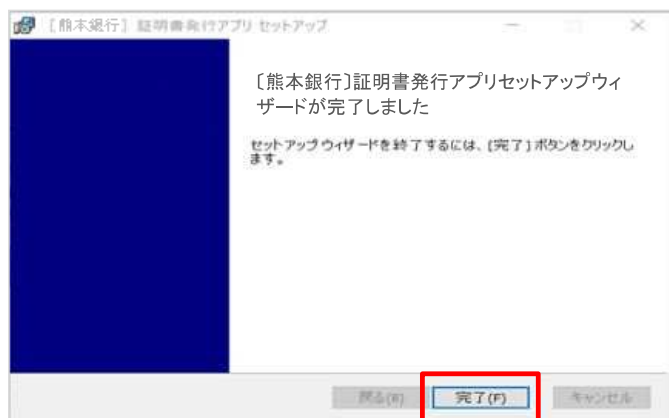 ［熊本銀行］ 証明書発行アプリ セットアップ
〔熊本銀行〕証明書発行アプリセットアップウィ
ザードが完了しました
セットアップ ウィザードを終了するには、[完了] ボタンをクリックし
ます。
戻る(B) 完了(F) キャンセル